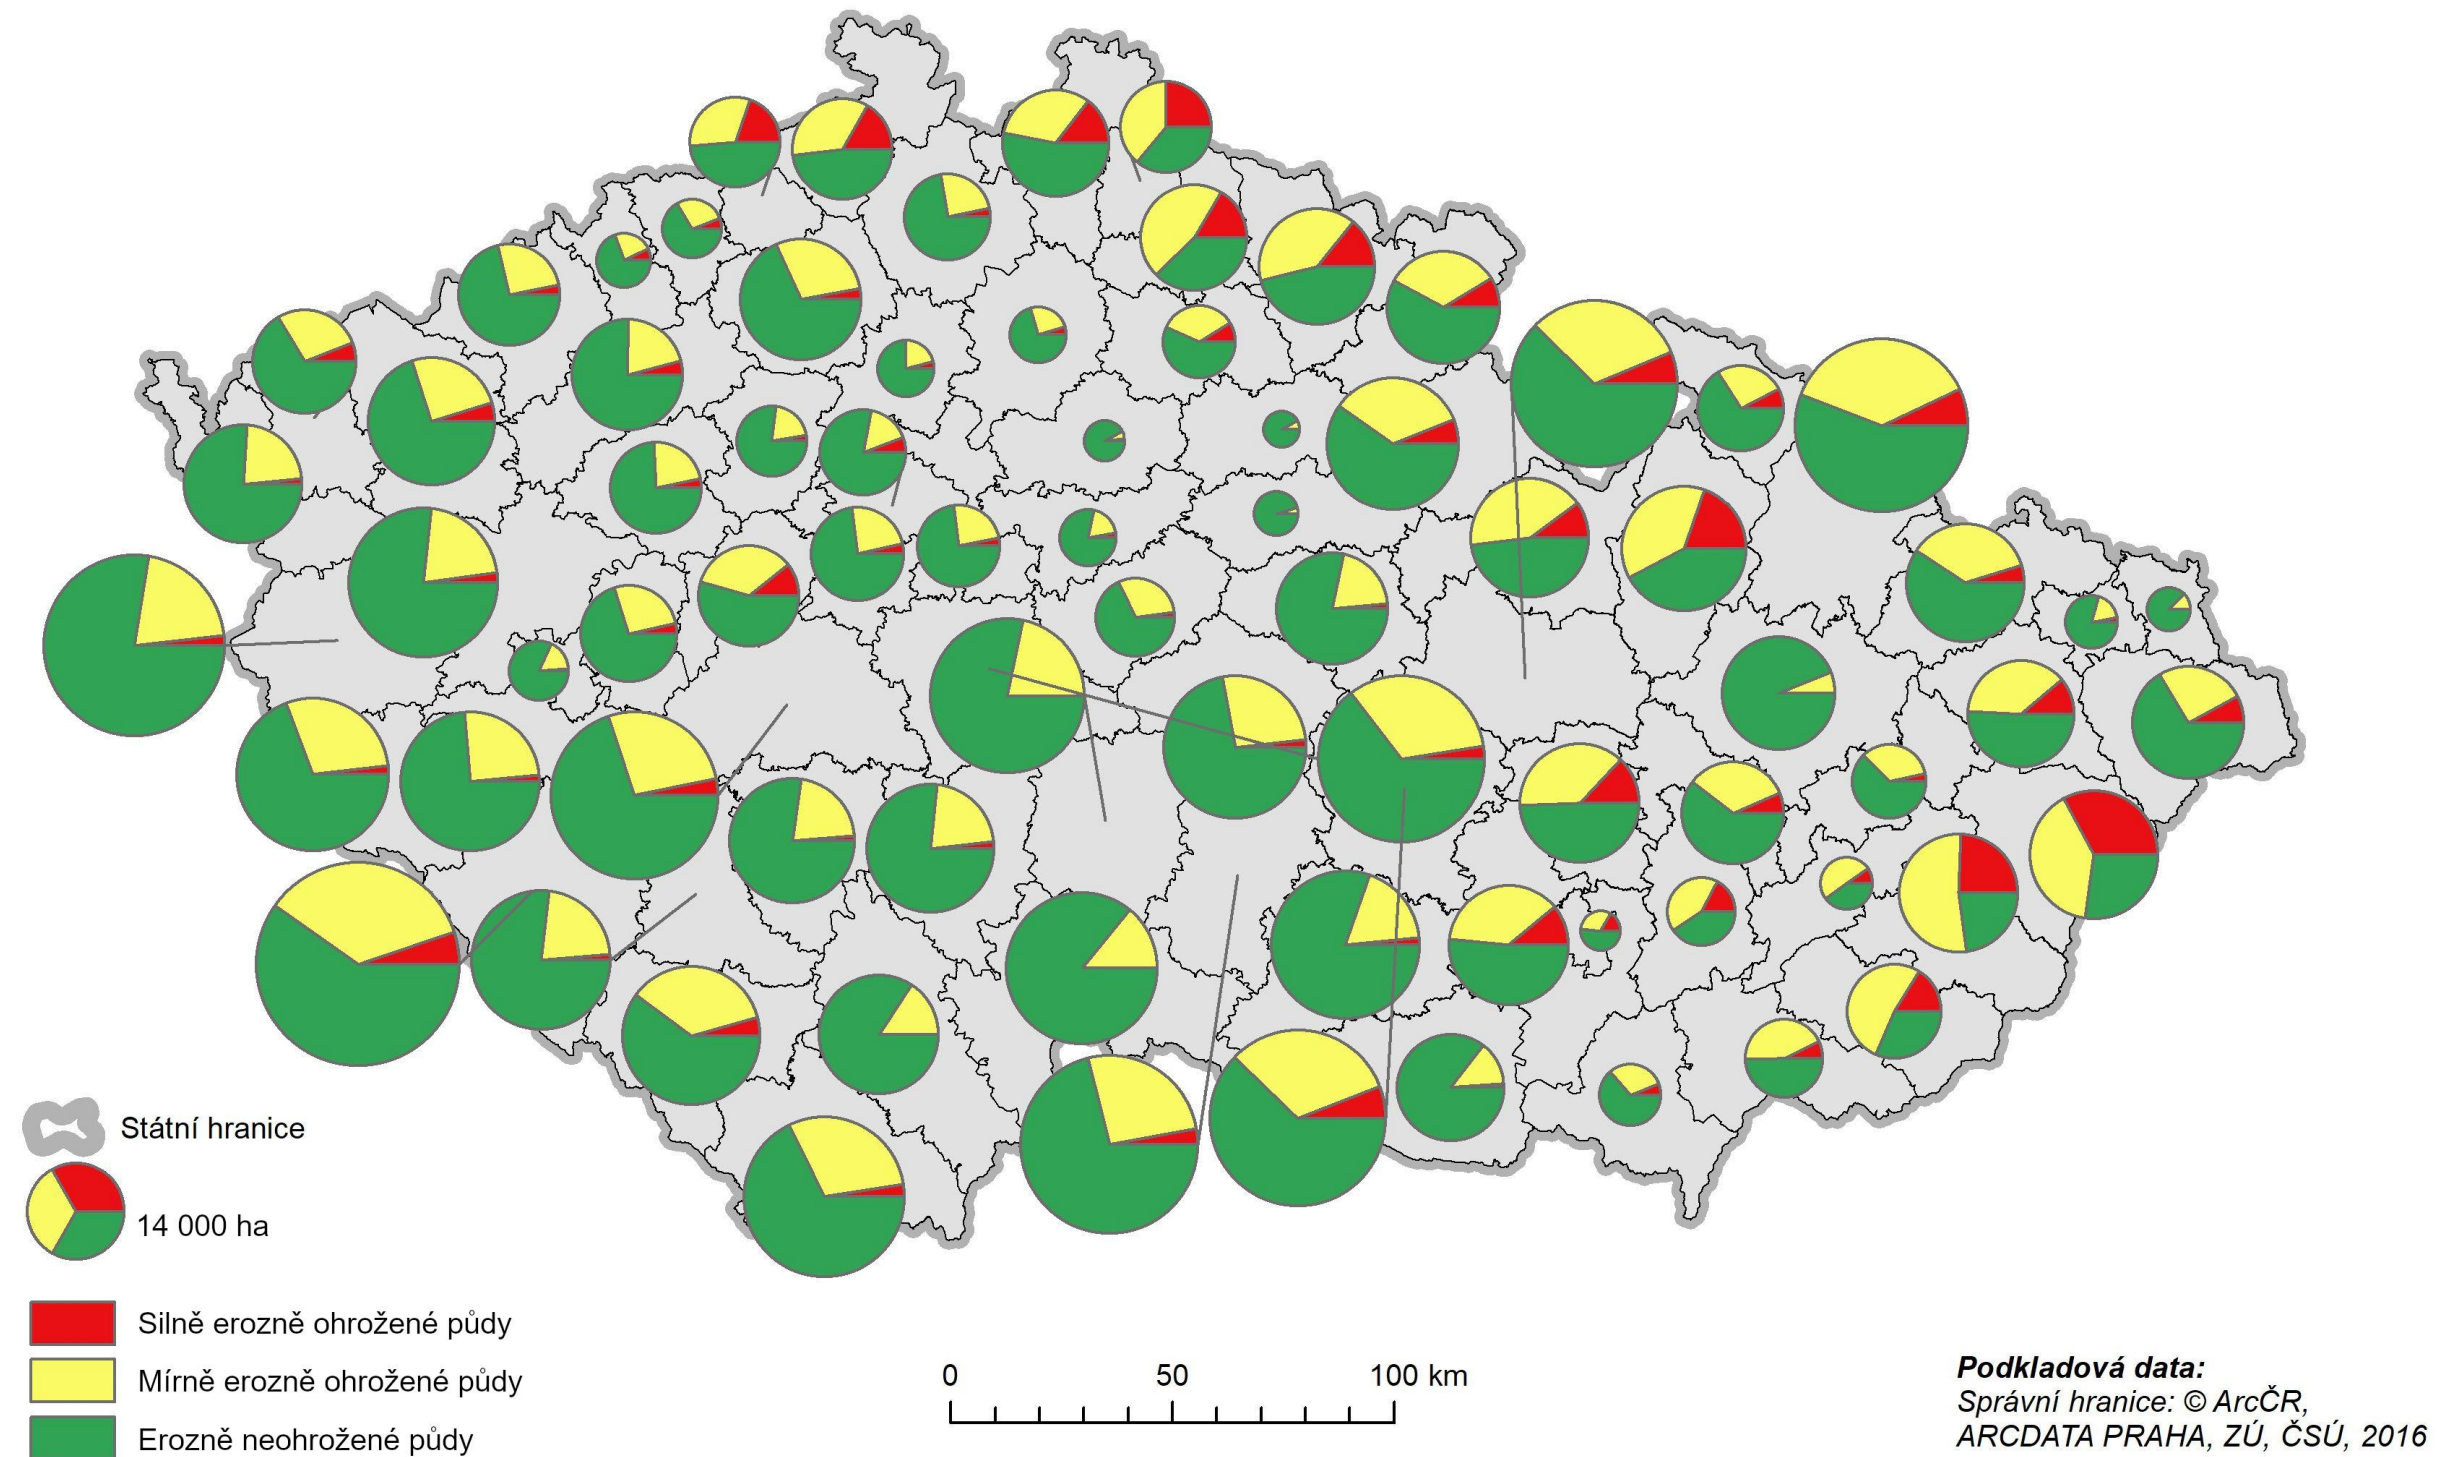 Státní hranice
14 000 ha
Silně erozně ohrožené půdy
Mírně erozně ohrožené půdy
Erozně neohrožené půdy
0 50 100 km
Podkladová data:
Správní hranice: © ArcČR,
ARCDATA PRAHA, ZÚ, ČSÚ, 2016